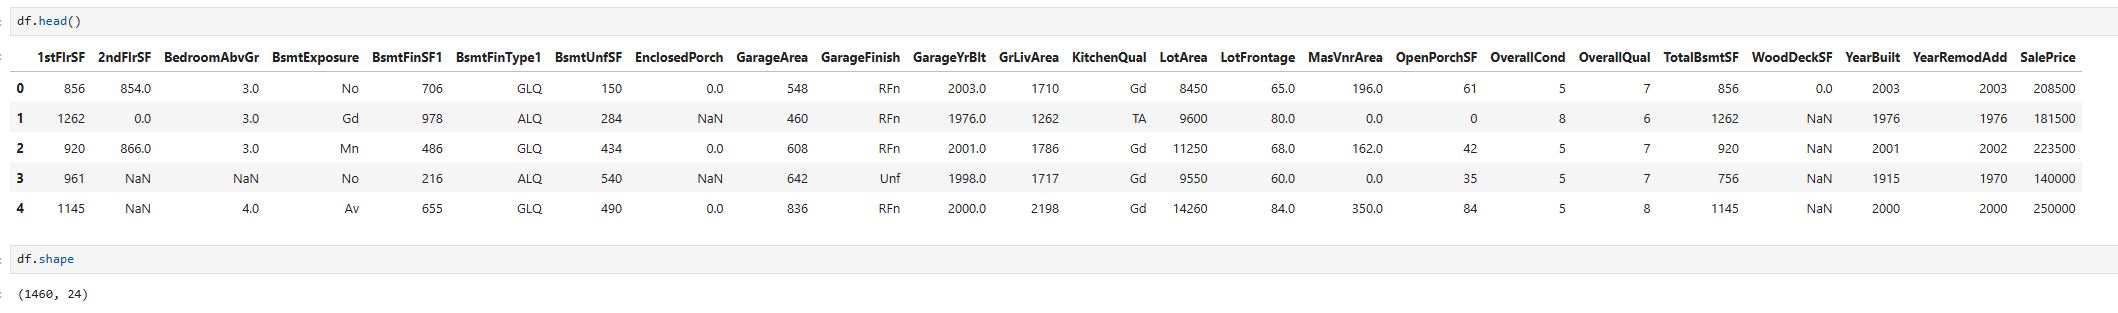 df.head()
1stFlrSF 2ndFlrSF BedroomAbvGr BsmtExposure BsmtFinSF1 BsmtFinType1 BsmtUnfSF EnclosedPorch GarageArea GarageFinish GarageYrBlt GrLivArea KitchenQual LotArea LotFrontage MasVnrArea OpenPorchSF OverallCond OverallQual TotalBsmtSF WoodDeckSF YearBuilt YearRemodAdd SalePrice
0 856 854.0 3.0 No 706 GLQ 150 0.0 548 RFn 2003.0 1710 Gd 8450 65.0 196.0 61 5 7 856 0.0 2003 2003 208500
1 1262 0.0 3.0 Gd 978 ALQ 284 NaN 460 RFn 1976.0 1262 TA 9600 80.0 0.0 0 8 6 1262 NaN 1976 1976 181500
2 920 866.0 3.0 Mn 486 GLQ 434 0.0 608 RFn 2001.0 1786 Gd 11250 68.0 162.0 42 5 7 920 NaN 2001 2002 223500
3 961 NaN NaN No 216 ALQ 540 NaN 642 Unf 1998.0 1717 Gd 9550 60.0 0.0 35 5 7 756 NaN 1915 1970 140000
4 1145 NaN 4.0 Av 655 GLQ 490 0.0 836 RFn 2000.0 2198 Gd 14260 84.0 350.0 84 5 8 1145 NaN 2000 2000 250000
df.shape
(1460, 24)